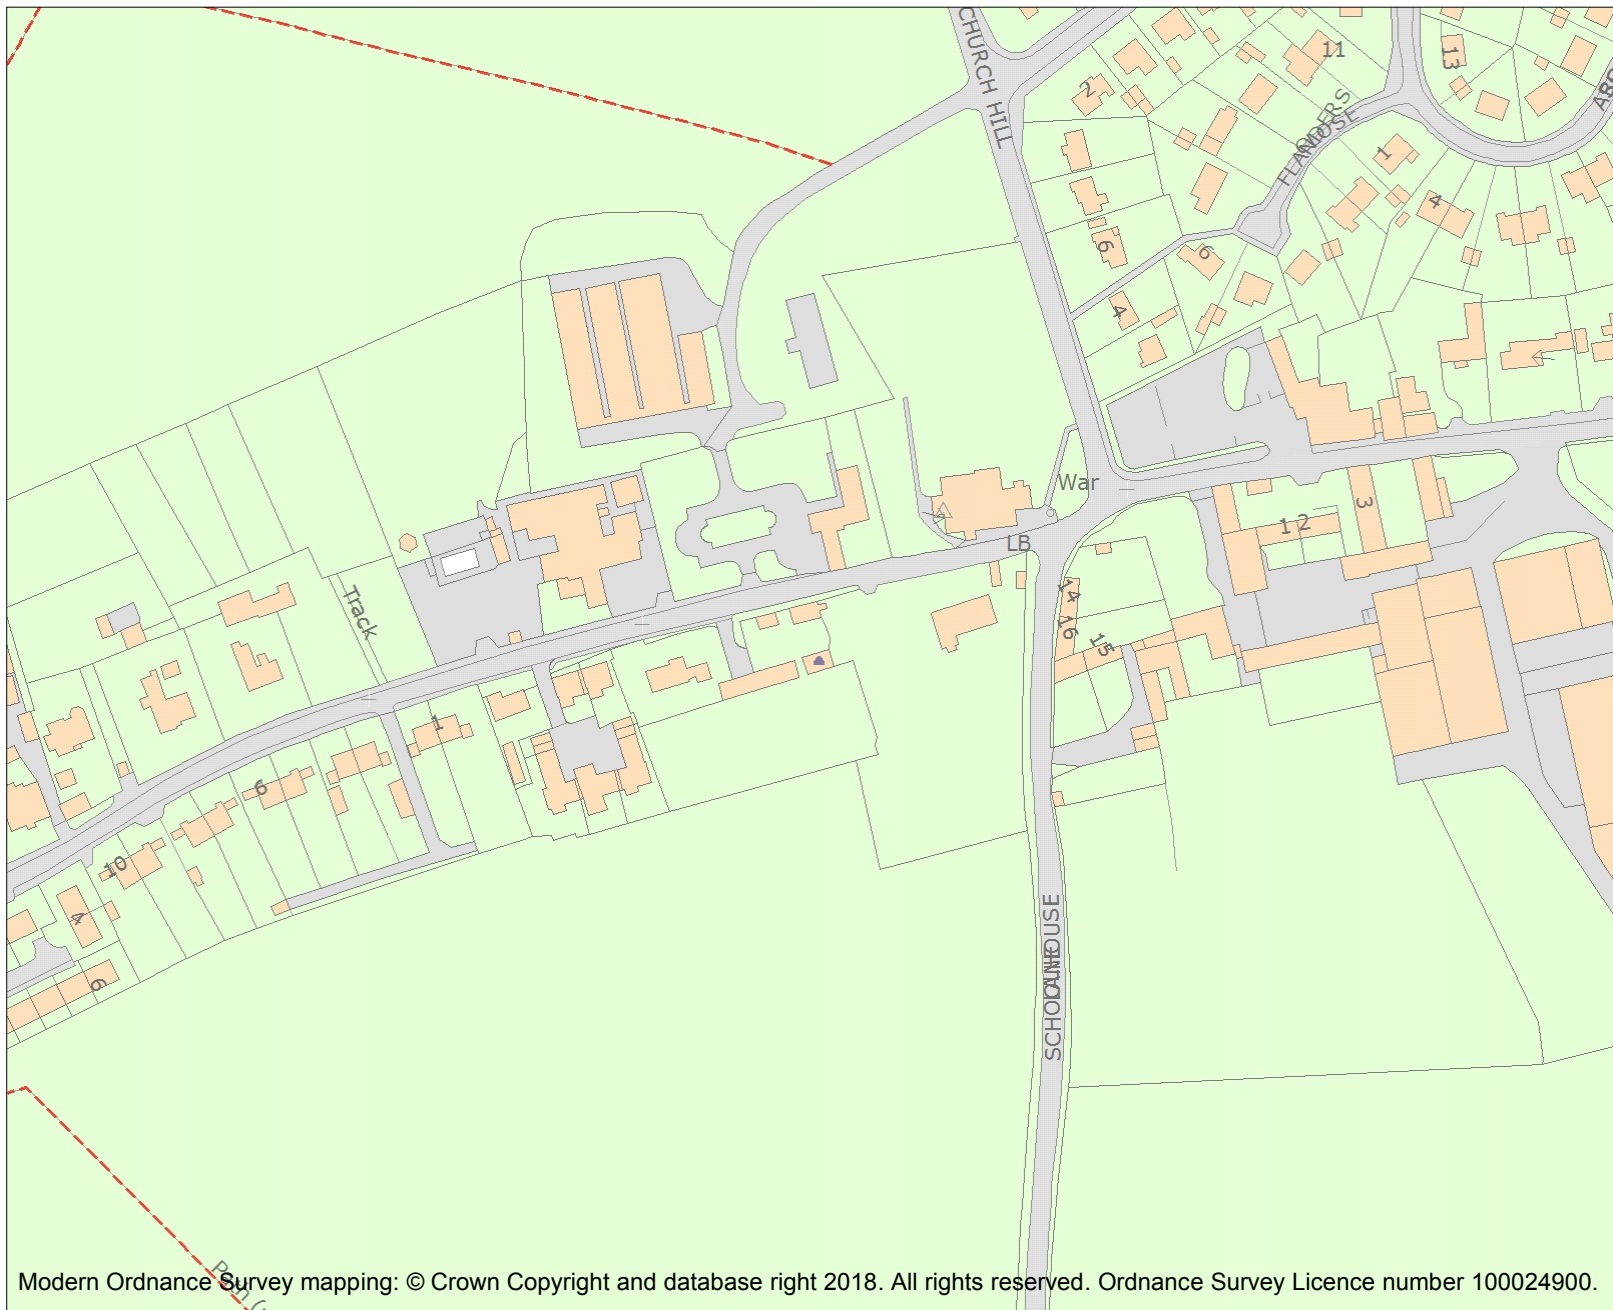 CHURCH HILL
11
13
2
FLANDERS
CLOSE
1
4
6
6
4
War
3
1 2
LB
14
16
15
Track
1
6
10
4
6
SCHOOLHOUSE
LANE
Modern Ordnance Survey mapping: © Crown Copyright and database right 2018. All rights reserved. Ordnance Survey Licence number 100024900.